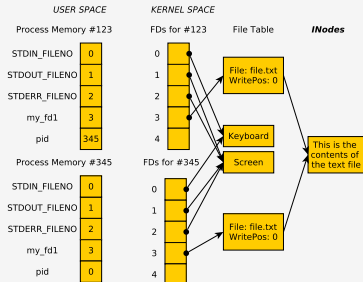 USER SPACE
KERNEL SPACE
Process Memory #123
FDs for #123
File Table
INodes
STDIN_FILENO 0
STDOUT_FILENO 1
STDERR_FILENO 2
my_fd1 3
pid 345
0
1
2
3
4
File: file.txt
WritePos: 0
Keyboard
Screen
This is the
contents of
the text file
Process Memory #345
FDs for #345
STDIN_FILENO 0
STDOUT_FILENO 1
STDERR_FILENO 2
my_fd1 3
pid 0
0
1
2
3
4
File: file.txt
WritePos: 0